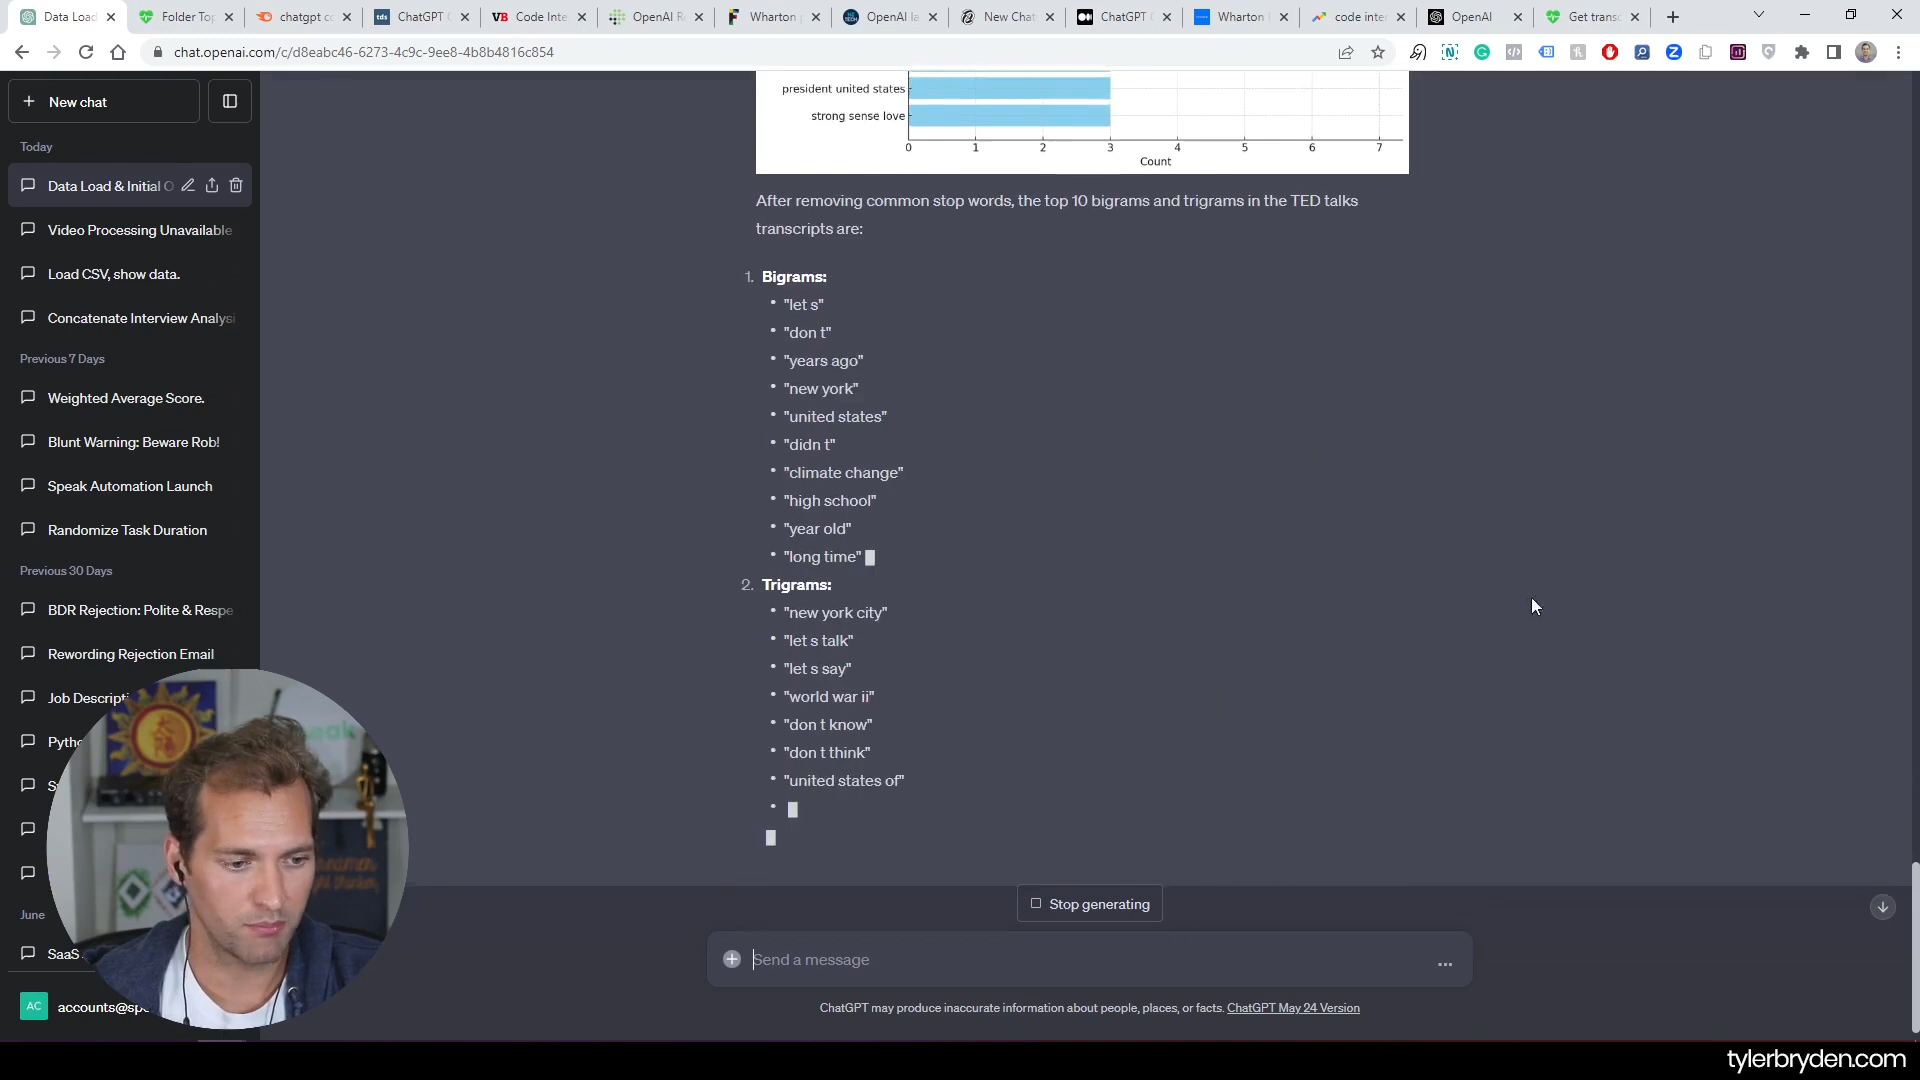 Data Load
Folder Top
chatgpt co
ChatGPT C
Code Inte
OpenAI R
Wharton p
OpenAI la
New Chat
ChatGPT C
Wharton
code inter
OpenAI
Get transc
chat.openai.com/c/d8eabc46-6273-4c9c-9ee8-4b8b4816c854
New chat
Today
Data Load & Initial O
Video Processing Unavailable
Load CSV, show data.
Concatenate Interview Analysi
Previous 7 Days
Weighted Average Score.
Blunt Warning: Beware Rob!
Speak Automation Launch
Randomize Task Duration
Previous 30 Days
BDR Rejection: Polite & Respe
Rewording Rejection Email
Job Descripti
Pytho
June
SaaS
AC
accounts@spe
president united states
strong sense love
0 1 2 3 4 5 6 7
Count
After removing common stop words, the top 10 bigrams and trigrams in the TED talks
transcripts are:
1. Bigrams:
• "let s"
• "don t"
• "years ago"
• "new york"
• "united states"
• "didn t"
• "climate change"
• "high school"
• "year old"
• "long time"
2. Trigrams:
• "new york city"
• "let s talk"
• "let s say"
• "world war ii"
• "don t know"
• "don t think"
• "united states of"
Stop generating
Send a message
ChatGPT may produce inaccurate information about people, places, or facts. ChatGPT May 24 Version
tylerbryden.com